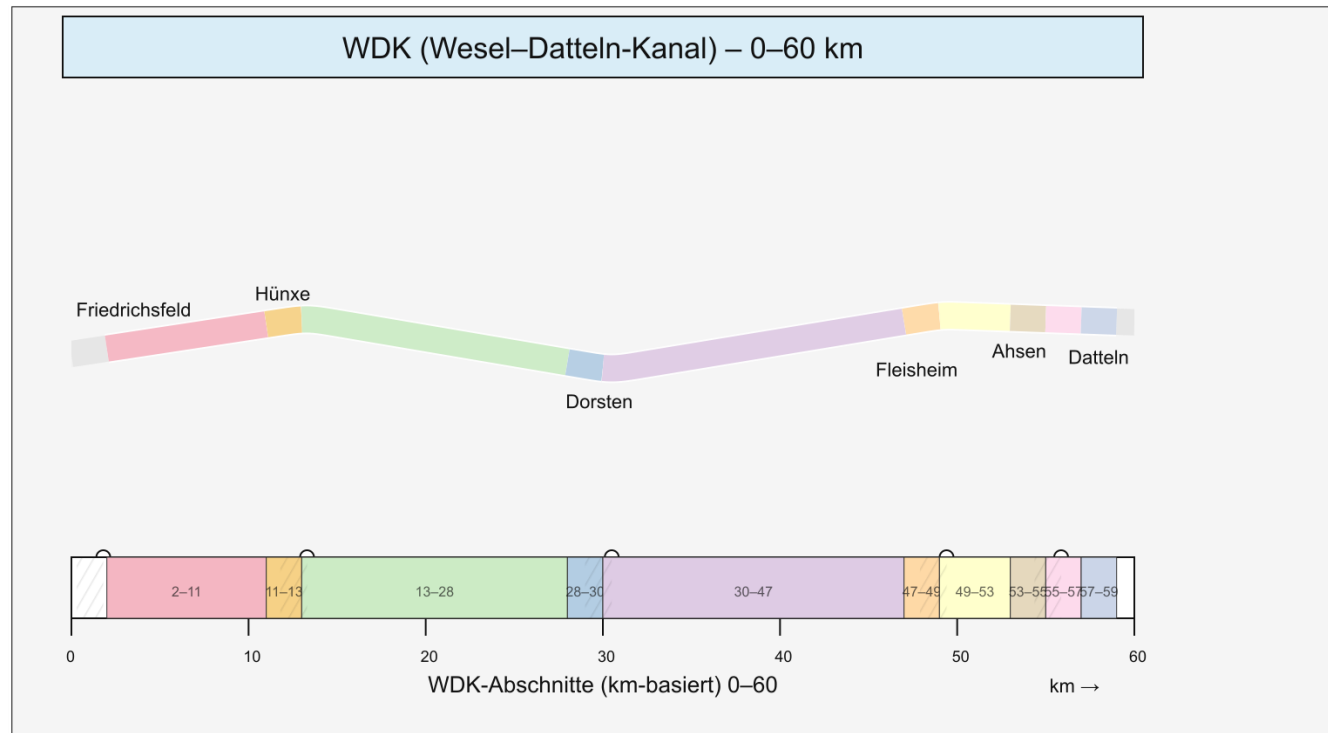 WDK (Wesel–Datteln-Kanal) – 0–60 km
Friedrichsfeld
Hünxe
Dorsten
Fleisheim
Ahsen
Datteln
2–11
11–13
13–28
28–30
30–47
47–49
49–53
53–55
55–57
57–59
0
10
20
30
40
50
60
WDK-Abschnitte (km-basiert) 0–60
km →